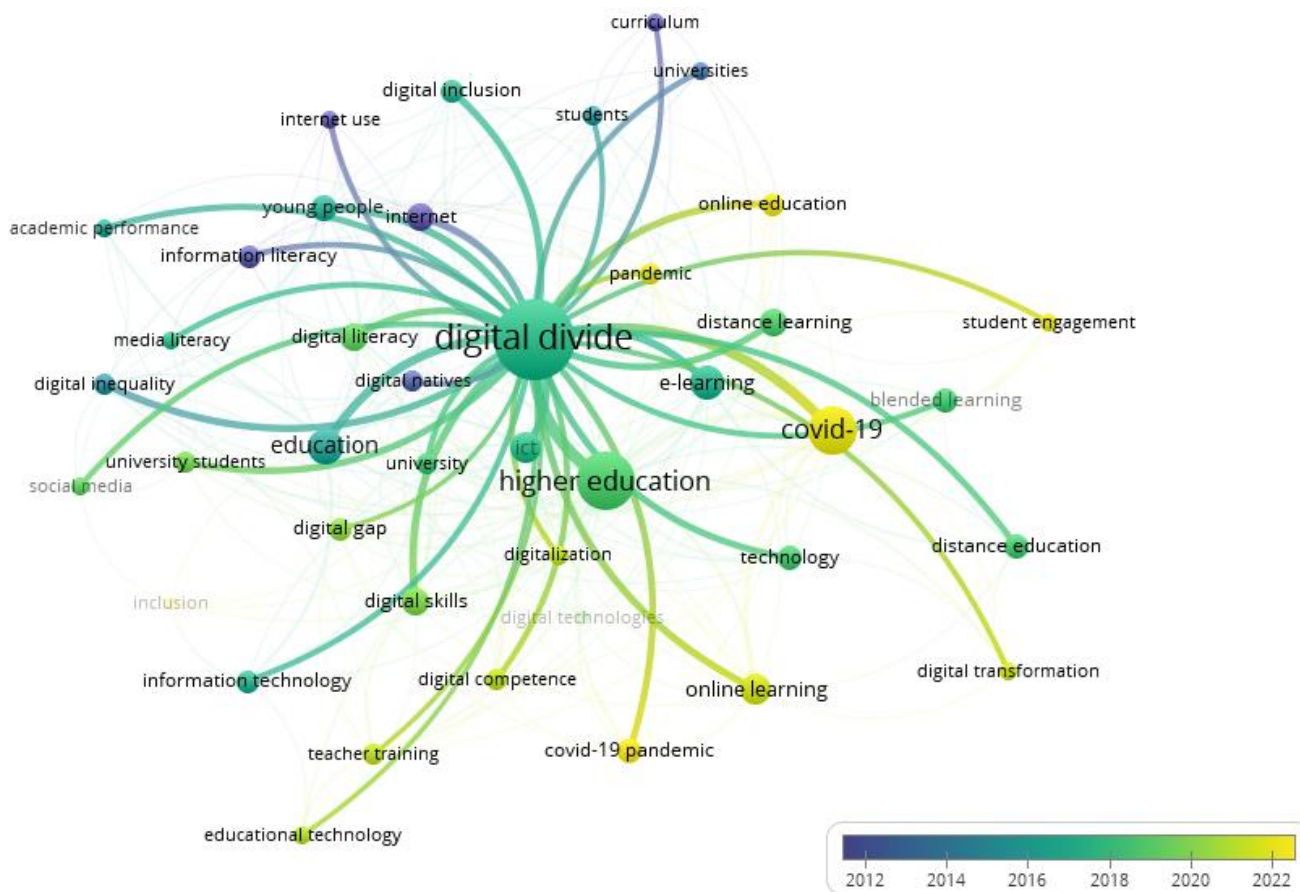 curriculum
universities
digital inclusion
students
internet use
online education
young people
internet
academic performance
information literacy
pandemic
digital divide
distance learning
student engagement
media literacy
digital literacy
digital inequality
digital natives
e-learning
blended learning
covid-19
education
ict
university students
university
higher education
social media
digital gap
digitalization
technology
distance education
inclusion
digital skills
digital technologies
information technology
digital competence
online learning
digital transformation
teacher training
covid-19 pandemic
educational technology
2012 2014 2016 2018 2020 2022